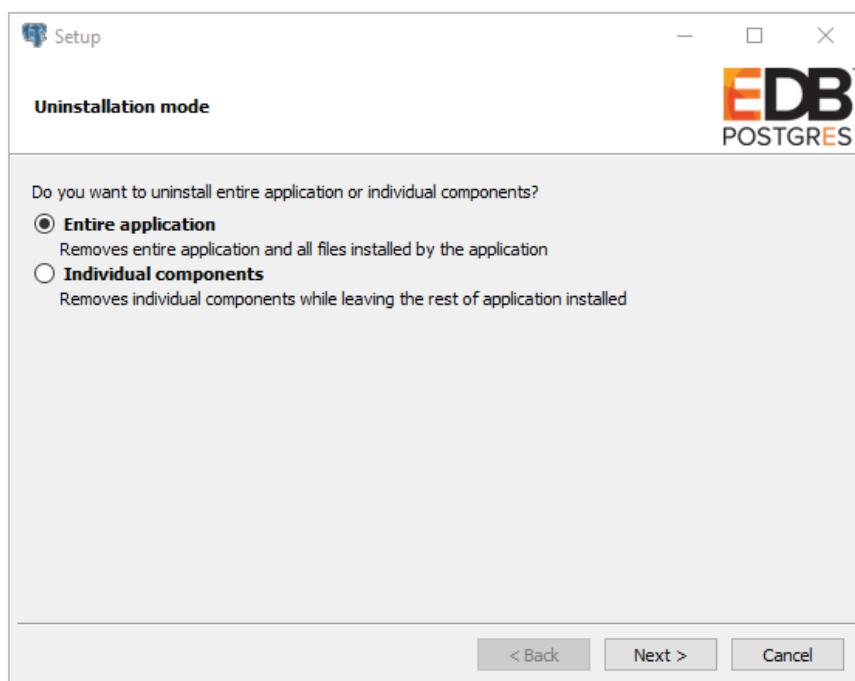 Setup
EDB
POSTGRES
Uninstallation mode
Do you want to uninstall entire application or individual components?
Entire application
Removes entire application and all files installed by the application
Individual components
Removes individual components while leaving the rest of application installed
< Back Next > Cancel